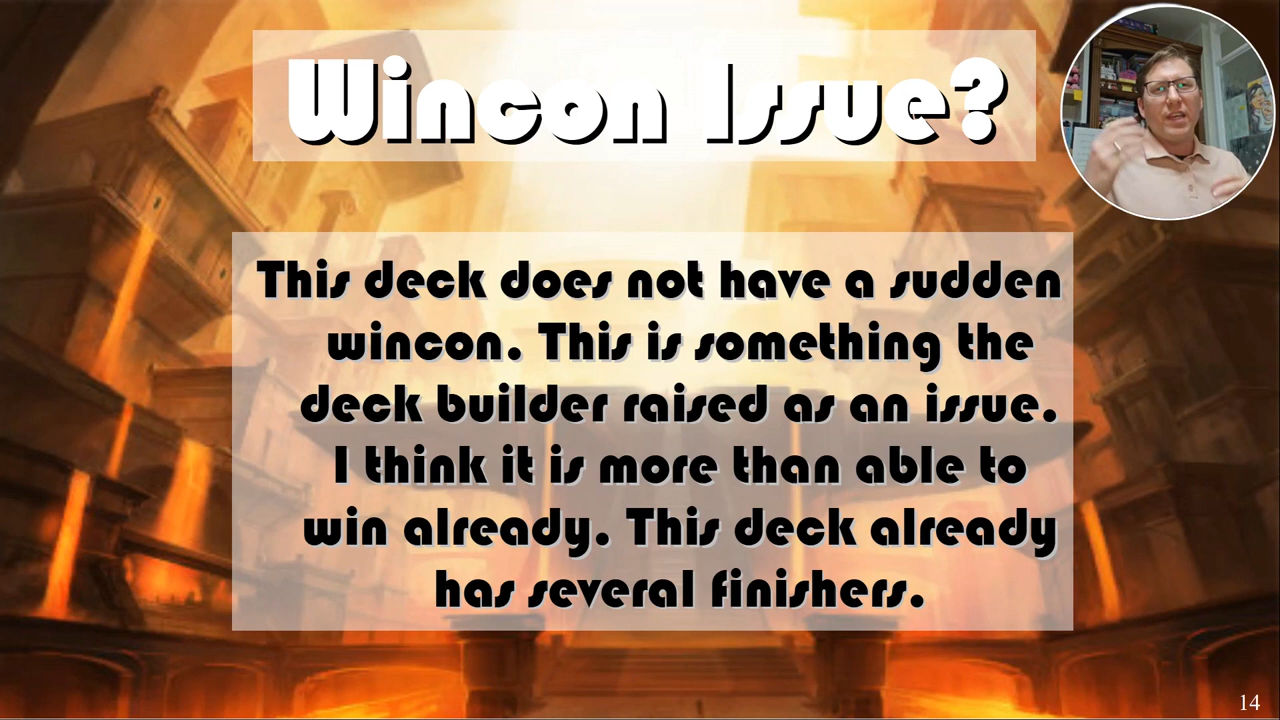 Wincon Issue?
This deck does not have a sudden
wincon. This is something the
deck builder raised as an issue.
I think it is more than able to
win already. This deck already
has several finishers.
14